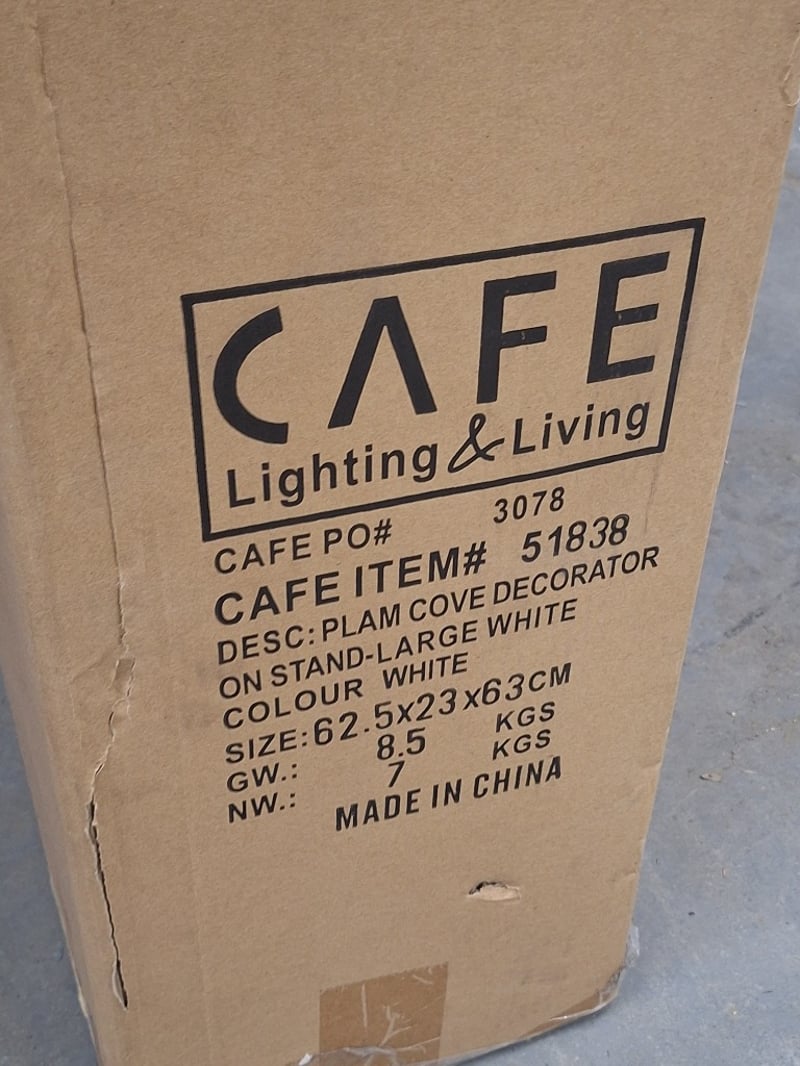 CAFE
Lighting & Living
CAFE PO# 3078
CAFE ITEM# 51838
DESC: PLAM COVE DECORATOR
ON STAND-LARGE WHITE
COLOUR WHITE
SIZE: 62.5x23x63CM
GW.: 8.5 KGS
NW.: 7 KGS
MADE IN CHINA